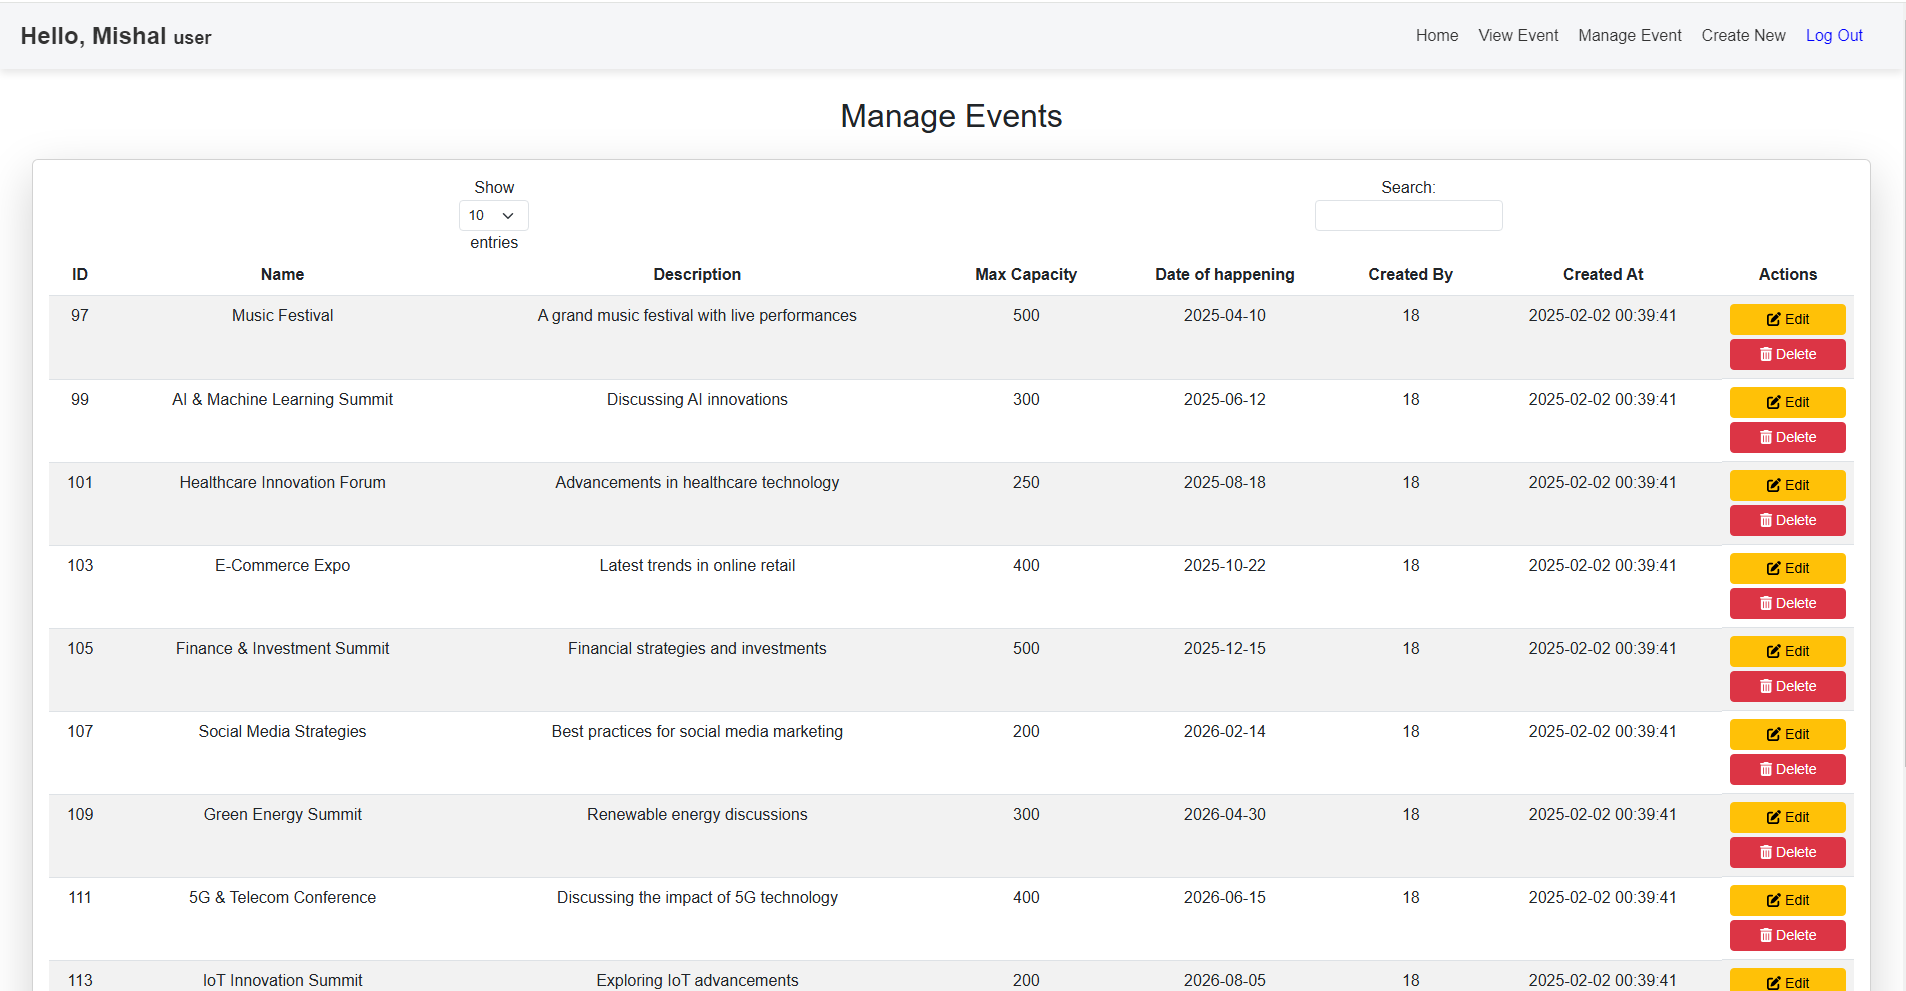 Hello, Mishal user
Home View Event Manage Event Create New Log Out
Manage Events
Show
10
entries
Search:
ID Name Description Max Capacity Date of happening Created By Created At Actions
97 Music Festival A grand music festival with live performances 500 2025-04-10 18 2025-02-02 00:39:41 Edit
Delete
99 AI & Machine Learning Summit Discussing AI innovations 300 2025-06-12 18 2025-02-02 00:39:41 Edit
Delete
101 Healthcare Innovation Forum Advancements in healthcare technology 250 2025-08-18 18 2025-02-02 00:39:41 Edit
Delete
103 E-Commerce Expo Latest trends in online retail 400 2025-10-22 18 2025-02-02 00:39:41 Edit
Delete
105 Finance & Investment Summit Financial strategies and investments 500 2025-12-15 18 2025-02-02 00:39:41 Edit
Delete
107 Social Media Strategies Best practices for social media marketing 200 2026-02-14 18 2025-02-02 00:39:41 Edit
Delete
109 Green Energy Summit Renewable energy discussions 300 2026-04-30 18 2025-02-02 00:39:41 Edit
Delete
111 5G & Telecom Conference Discussing the impact of 5G technology 400 2026-06-15 18 2025-02-02 00:39:41 Edit
Delete
113 IoT Innovation Summit Exploring IoT advancements 200 2026-08-05 18 2025-02-02 00:39:41 Edit